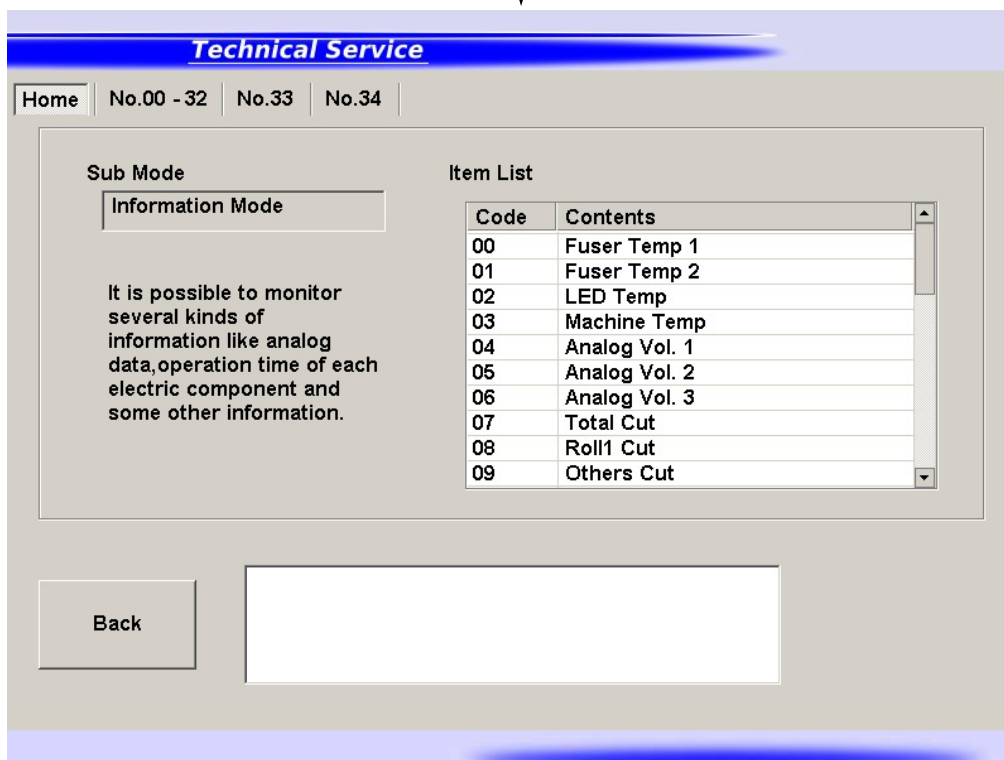 Technical Service
Home No.00 - 32 No.33 No.34
Sub Mode
Information Mode
It is possible to monitor
several kinds of
information like analog
data,operation time of each
electric component and
some other information.
Item List
Code Contents
00 Fuser Temp 1
01 Fuser Temp 2
02 LED Temp
03 Machine Temp
04 Analog Vol. 1
05 Analog Vol. 2
06 Analog Vol. 3
07 Total Cut
08 Roll1 Cut
09 Others Cut
Back